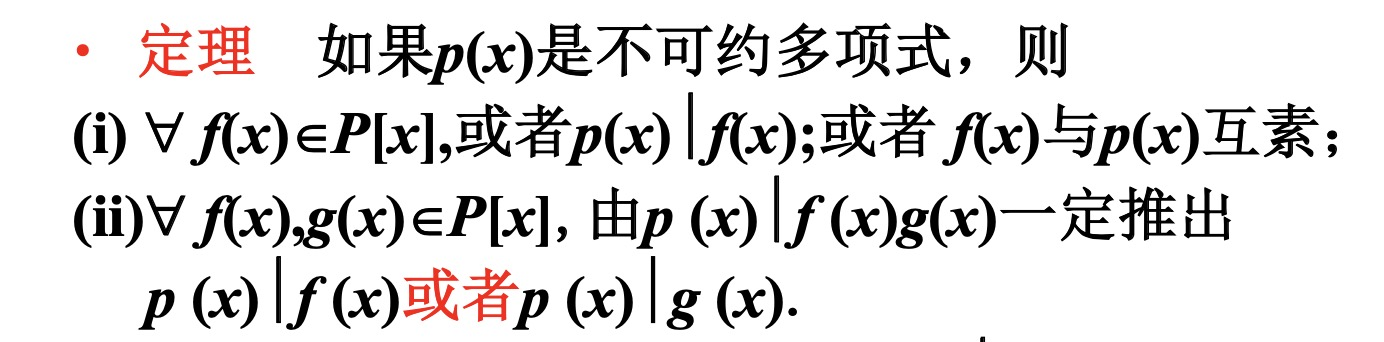 • 定理 如果p(x)是不可约多项式，则
(i) ∀ f(x)∈P[x],或者p(x)|f(x);或者 f(x)与p(x)互素；
(ii)∀ f(x),g(x)∈P[x], 由p (x)|f (x)g(x)一定推出
p (x)|f (x)或者p (x)|g (x).